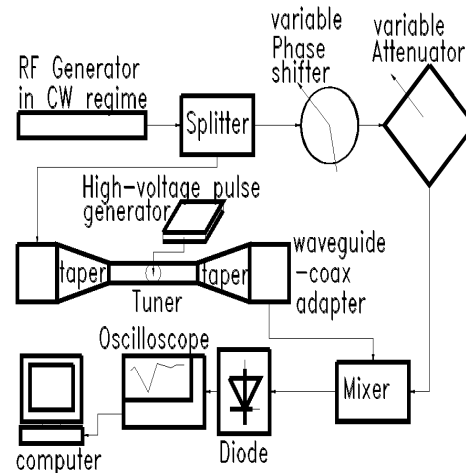 variable
Phase
shifter
variable
Attenuator
RF Generator
in CW regime
Splitter
High-voltage pulse
generator
taper
taper
Tuner
waveguide
-coax
adapter
Oscilloscope
Mixer
Diode
computer